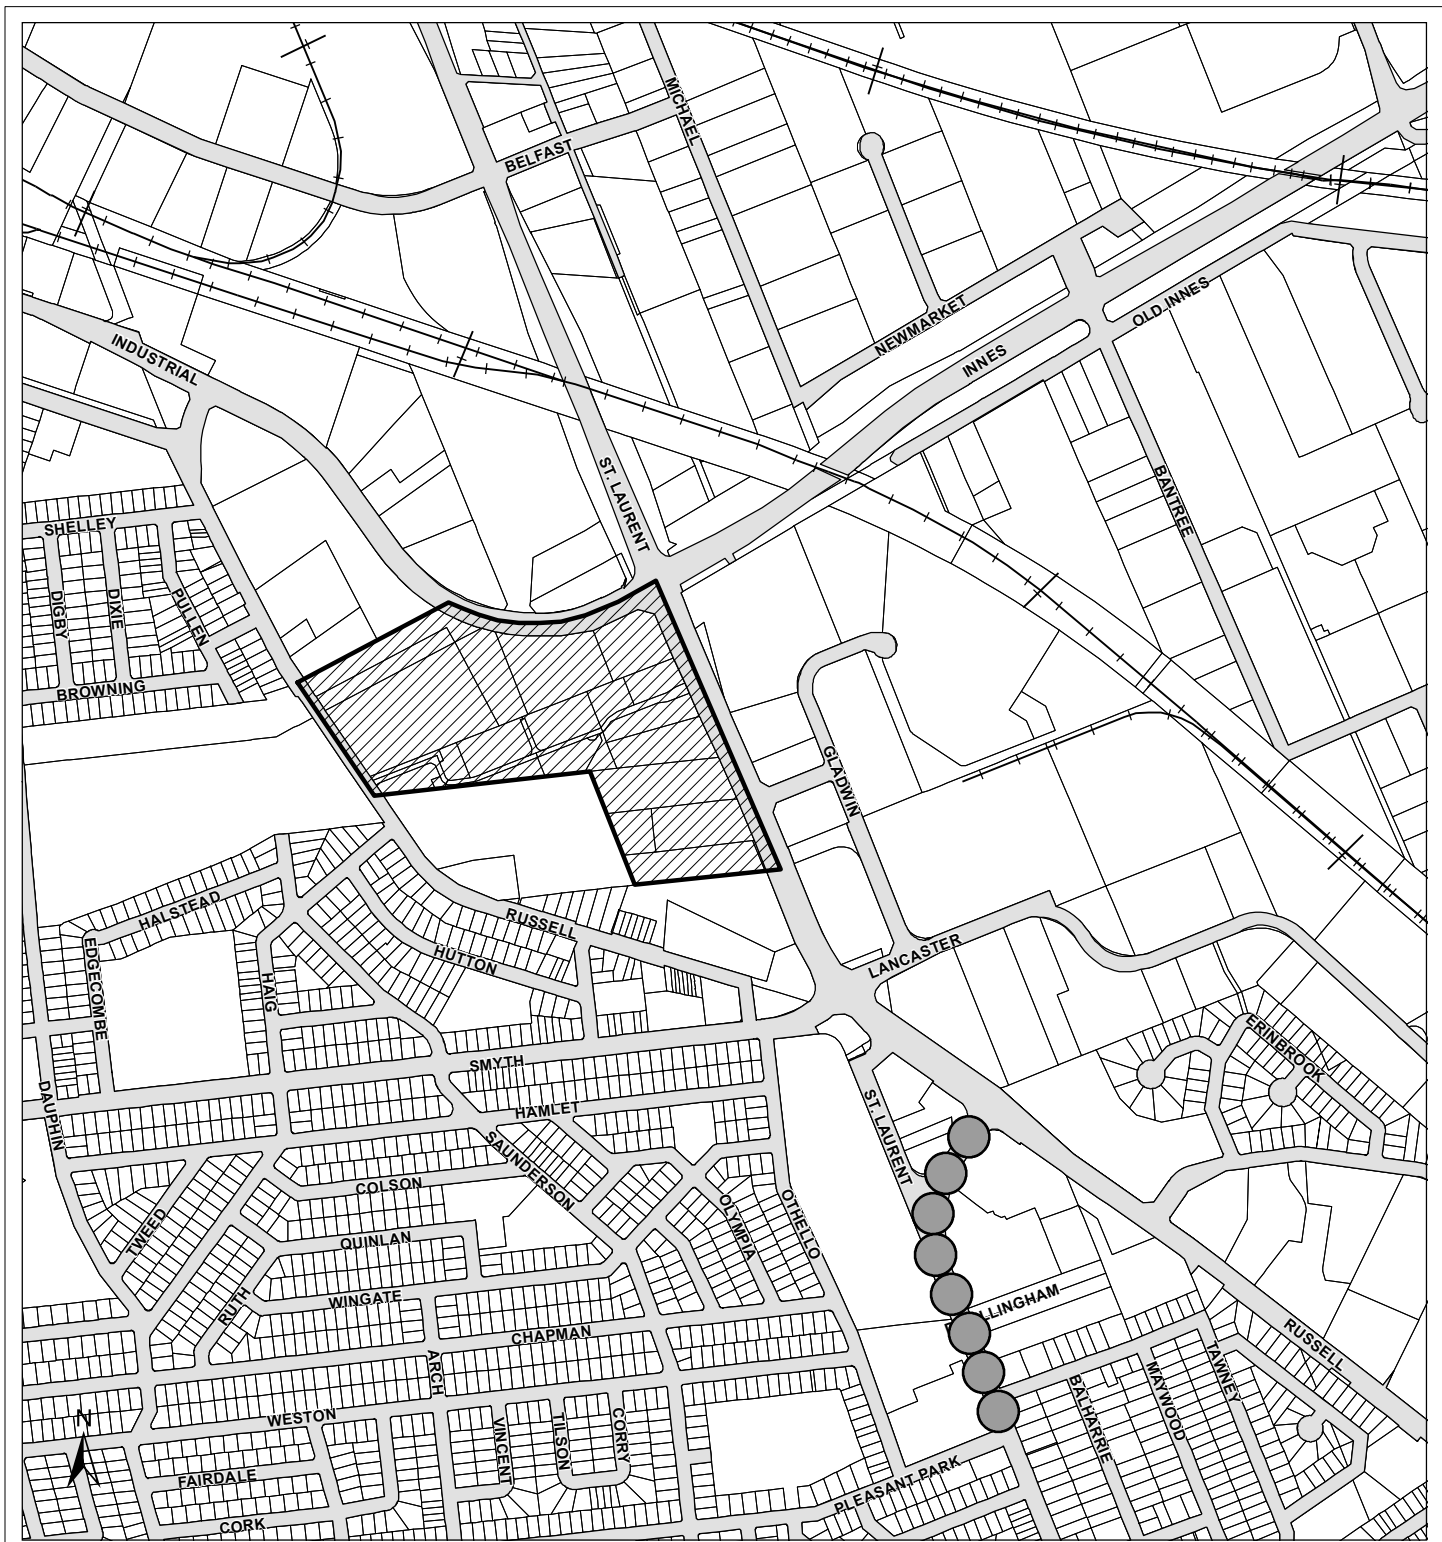 MICHAEL
BELFAST
OLD INNES
NEWMARKET
INDUSTRIAL
INNES
ST. LAURENT
BANTREE
SHELLEY
DIGBY
DIXIE
PULLEN
BROWNING
GLADWIN
HALSTEAD
RUSSELL
EDGECOMBE
HUTTON
LANCASTER
HAIG
ERINBROOK
SMYTH
DAUPHIN
HAMLET
ST. LAURENT
SAUNDERSON
COLSON
TWEED
OLYMPIA
OTHELLO
QUINLAN
RUTH
WINGATE
LLINGHAM
CHAPMAN
RUSSELL
ARCH
TAWNEY
MAYWOOD
BALHARRIE
N
WESTON
VINCENT
TILSON
CORRY
FAIRDALE
PLEASANT PARK
CORK